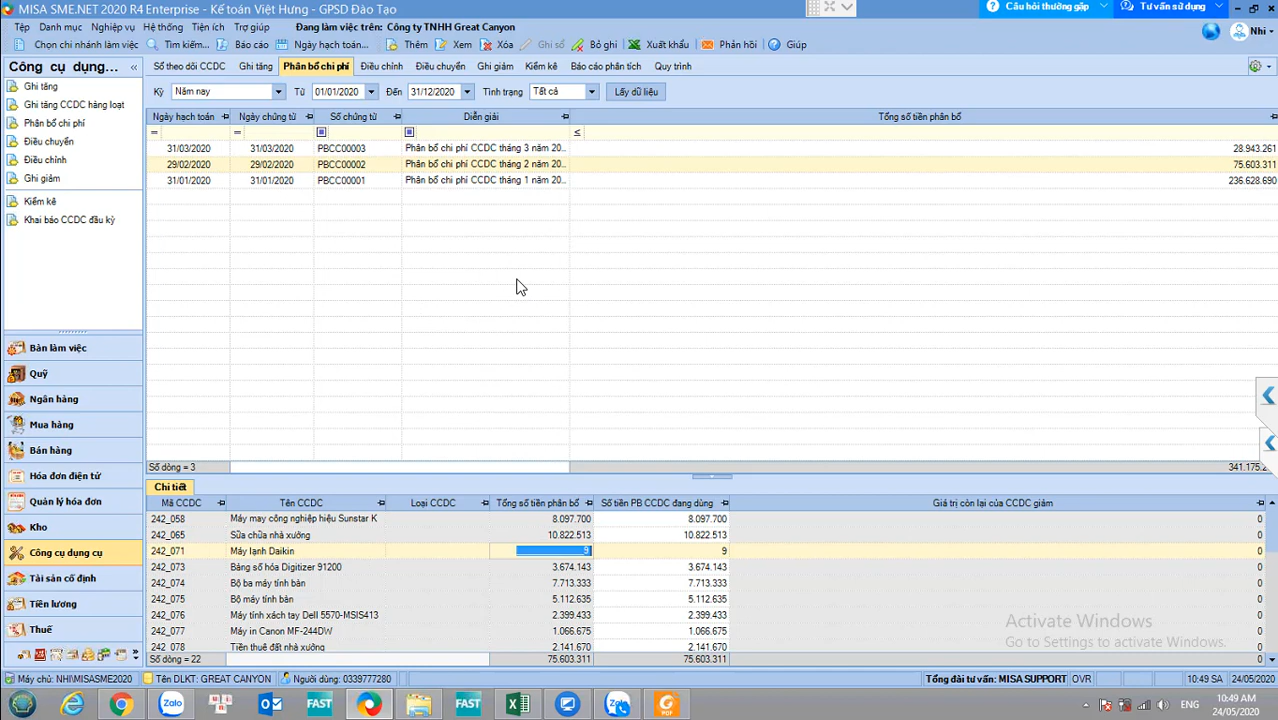 MISA SME.NET 2020 R4 Enterprise - Kế toán Việt Hưng - GPSD Đào Tạo
Câu hỏi thường gặp
Tư vấn sử dụng
Tệp Danh mục Nghiệp vụ Hệ thống Tiện ích Trợ giúp
Đang làm việc trên: Công ty TNHH Great Canyon
Nhi
Chọn chi nhánh làm việc Tìm kiếm... Báo cáo Ngày hạch toán... Thêm Xem Xóa Ghi sổ Bỏ ghi Xuất khẩu Phản hồi Giúp
Công cụ dụng... «
Sổ theo dõi CCDC Ghi tăng Phân bổ chi phí Điều chỉnh Điều chuyển Ghi giảm Kiểm kê Báo cáo phân tích Quy trình
Ghi tăng
Ghi tăng CCDC hàng loạt
Phân bổ chi phí
Điều chuyển
Điều chỉnh
Ghi giảm
Kiểm kê
Khai báo CCDC đầu kỳ
Kỳ Năm nay Từ 01/01/2020 Đến 31/12/2020 Tình trạng Tất cả Lấy dữ liệu
Ngày hạch toán Ngày chứng từ Số chứng từ Diễn giải Tổng số tiền phân bổ
= = ≤
31/03/2020 31/03/2020 PBCC00003 Phân bổ chi phí CCDC tháng 3 năm 20... 28.943.261
29/02/2020 29/02/2020 PBCC00002 Phân bổ chi phí CCDC tháng 2 năm 20... 75.603.311
31/01/2020 31/01/2020 PBCC00001 Phân bổ chi phí CCDC tháng 1 năm 20... 236.628.690
Số dòng = 3 341.175.2
Bàn làm việc
Quỹ
Ngân hàng
Mua hàng
Bán hàng
Hóa đơn điện tử
Quản lý hóa đơn
Kho
Công cụ dụng cụ
Tài sản cố định
Tiền lương
Thuế
Chi tiết
Mã CCDC Tên CCDC Loại CCDC Tổng số tiền phân bổ Số tiền PB CCDC đang dùng Giá trị còn lại của CCDC giảm
242_058 Máy may công nghiệp hiệu Sunstar K 8.097.700 8.097.700 0
242_065 Sữa chữa nhà xưởng 10.822.513 10.822.513 0
242_071 Máy lạnh Daikin 9 9 0
242_073 Bảng số hóa Digitizer 91200 3.674.143 3.674.143 0
242_074 Bộ ba máy tính bàn 7.713.333 7.713.333 0
242_075 Bộ máy tính bàn 5.112.635 5.112.635 0
242_076 Máy tính xách tay Dell 5570-MSIS413 2.399.433 2.399.433 0
242_077 Máy in Canon MF-244DW 1.066.675 1.066.675 0
242_078 Tiền thuê đất nhà xưởng 2.141.670 2.141.670 0
Số dòng = 22 75.603.311 75.603.311 0
Activate Windows
Go to Settings to activate Windows.
Máy chủ: NHI\MISASME2020 Tên DLKT: GREAT CANYON Người dùng: 0339777280 Tổng đài tư vấn: MISA SUPPORT OVR 10:49 SA 24/05/2020
Zalo FAST FAST Zalo PDF
ENG
10:49 AM
24/05/2020